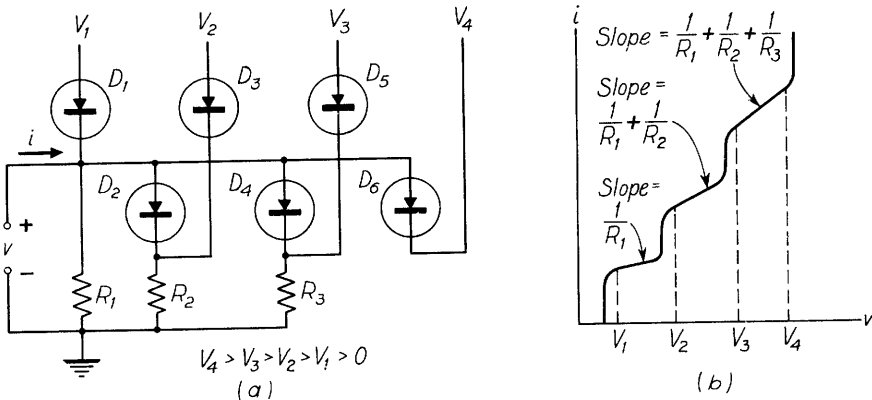 V₁ V₂ V₃ V₄
D₁ D₃ D₅
i
D₂ D₄ D₆
+
v
−
R₁ R₂ R₃
V₄ > V₃ > V₂ > V₁ > 0
(a)
i
Slope = 1/R₁ + 1/R₂ + 1/R₃
Slope =
1/R₁ + 1/R₂
Slope =
1/R₁
V₁ V₂ V₃ V₄ v
(b)